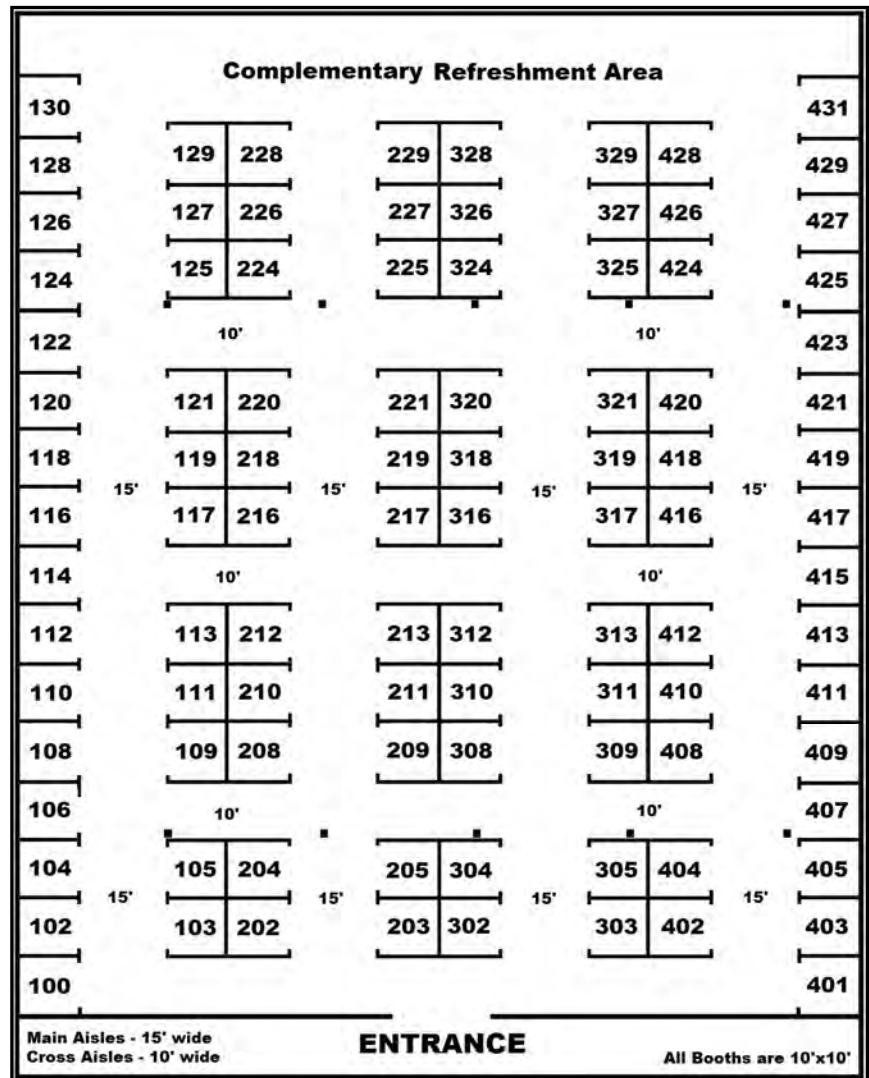 Complementary Refreshment Area
130 431
129 228 229 328 329 428
128 429
127 226 227 326 327 426
126 427
125 224 225 324 325 424
124 425
10' 10'
122 423
120 121 220 221 320 321 420 421
118 119 218 219 318 319 418 419
15' 15' 15' 15'
116 117 216 217 316 317 416 417
114 10' 10' 415
112 113 212 213 312 313 412 413
110 111 210 211 310 311 410 411
108 109 208 209 308 309 408 409
106 10' 10' 407
104 105 204 205 304 305 404 405
15' 15' 15' 15'
102 103 202 203 302 303 402 403
100 401
Main Aisles - 15' wide
Cross Aisles - 10' wide
ENTRANCE
All Booths are 10'x10'